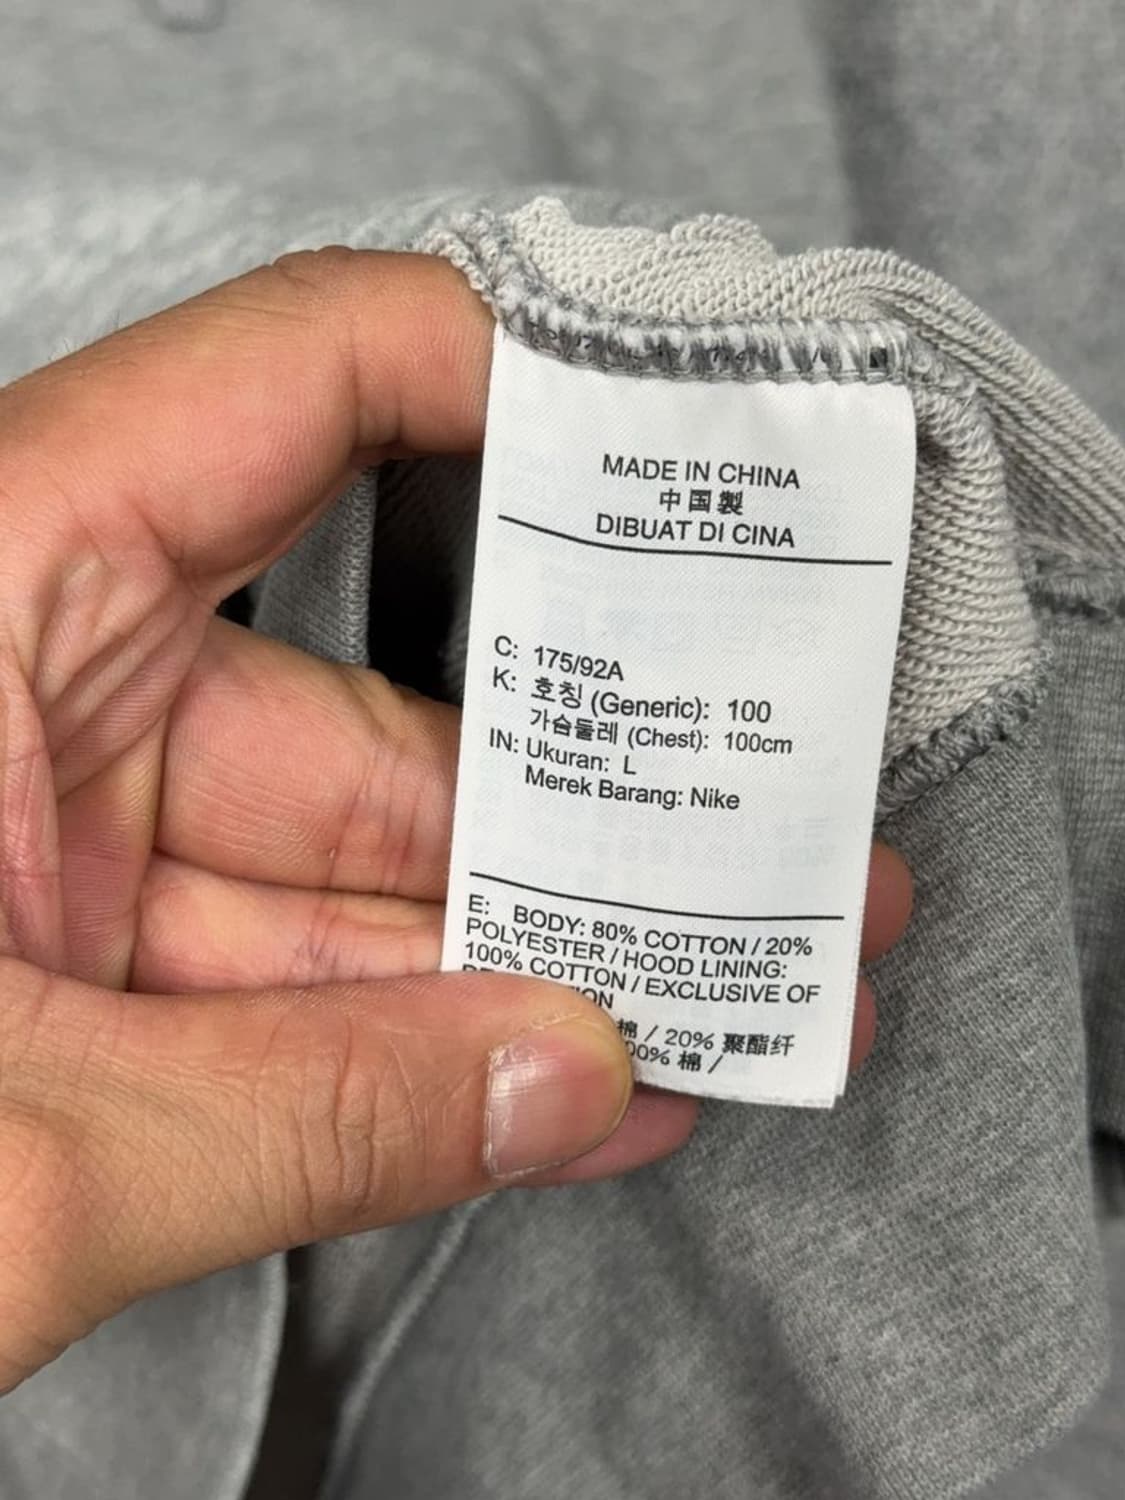 MADE IN CHINA
中国製
DIBUAT DI CINA
C: 175/92A
K: 호칭 (Generic): 100
가슴둘레 (Chest): 100cm
IN: Ukuran: L
Merek Barang: Nike
E: BODY: 80% COTTON / 20%
POLYESTER / HOOD LINING:
100% COTTON / EXCLUSIVE OF
棉 / 20% 聚酯纤
棉 /